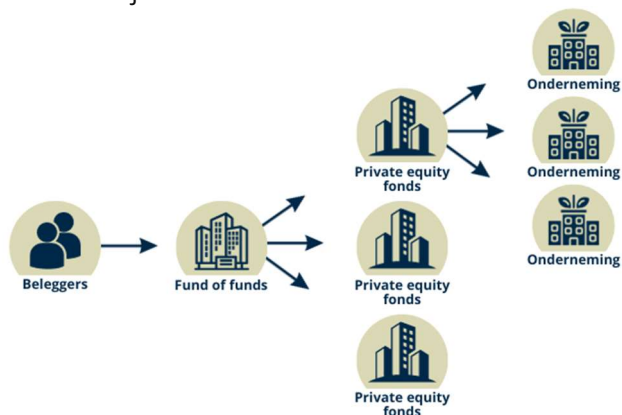 Onderneming
Private equity
fonds
Onderneming
Onderneming
Beleggers
Fund of funds
Private equity
fonds
Private equity
fonds